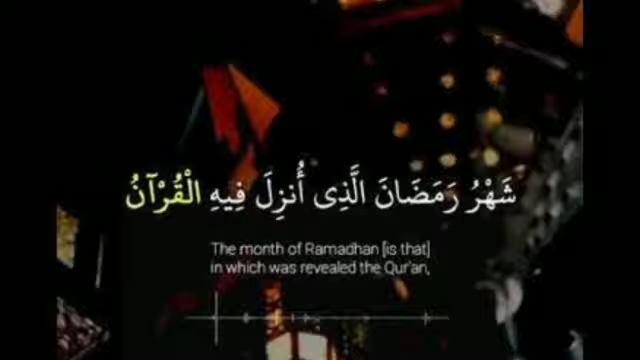 شَهْرُ رَمَضَانَ الَّذِى أُنزِلَ فِيهِ الْقُرْآنُ
The month of Ramadhan [is that]
in which was revealed the Qur'an,